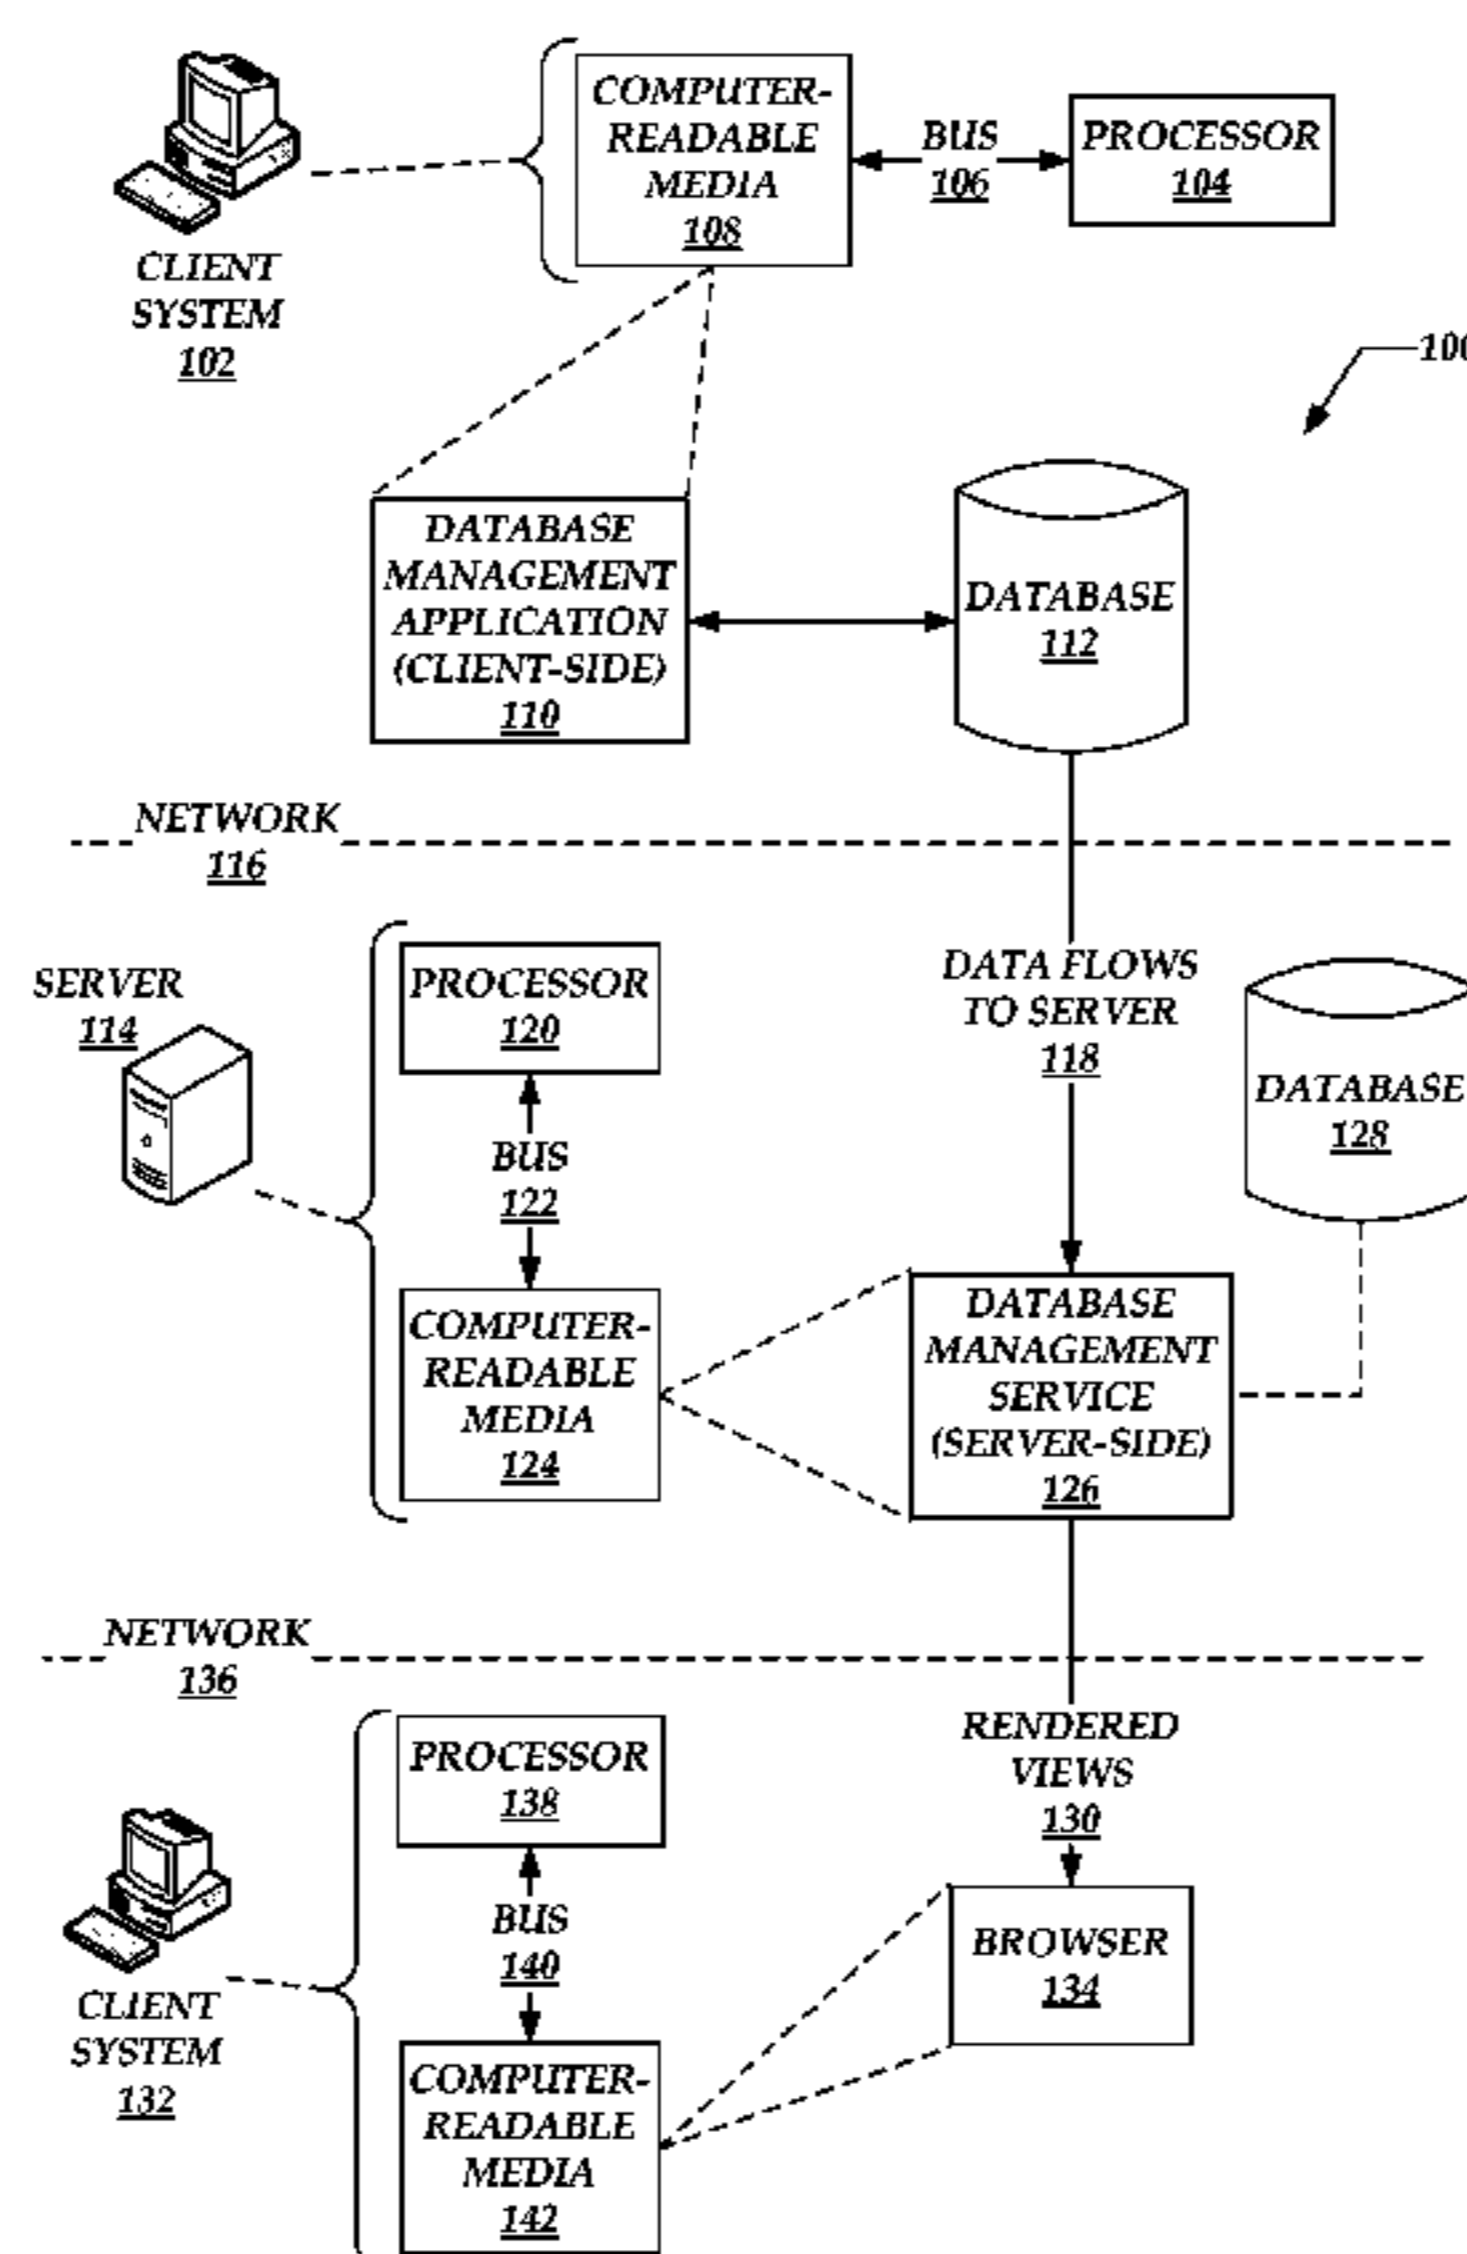 COMPUTER-
READABLE
MEDIA
108
BUS
106
PROCESSOR
104
CLIENT
SYSTEM
102
100
DATABASE
MANAGEMENT
APPLICATION
(CLIENT-SIDE)
110
DATABASE
112
NETWORK
116
SERVER
114
PROCESSOR
120
BUS
122
COMPUTER-
READABLE
MEDIA
124
DATA FLOWS
TO SERVER
118
DATABASE
128
DATABASE
MANAGEMENT
SERVICE
(SERVER-SIDE)
126
NETWORK
136
RENDERED
VIEWS
130
PROCESSOR
138
BUS
140
CLIENT
SYSTEM
132
COMPUTER-
READABLE
MEDIA
142
BROWSER
134